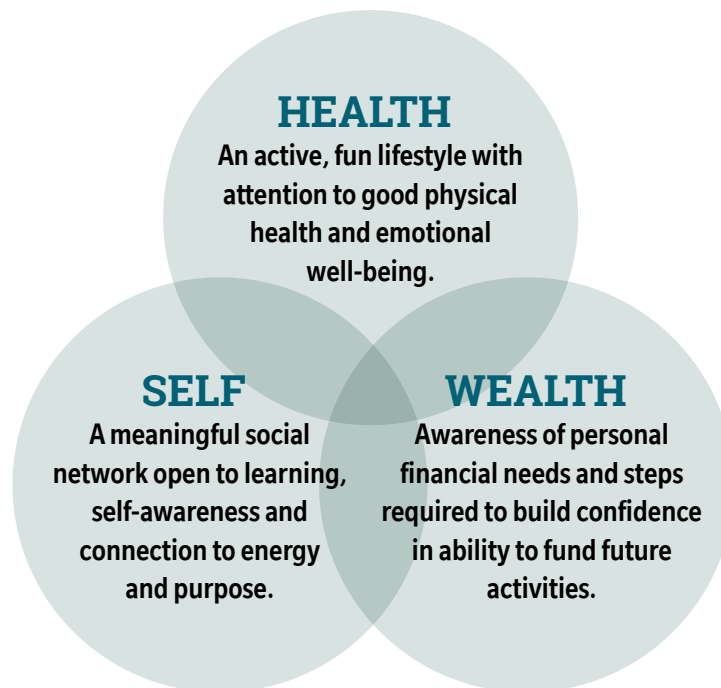 HEALTH
An active, fun lifestyle with
attention to good physical
health and emotional
well-being.
SELF
A meaningful social
network open to learning,
self-awareness and
connection to energy
and purpose.
WEALTH
Awareness of personal
financial needs and steps
required to build confidence
in ability to fund future
activities.